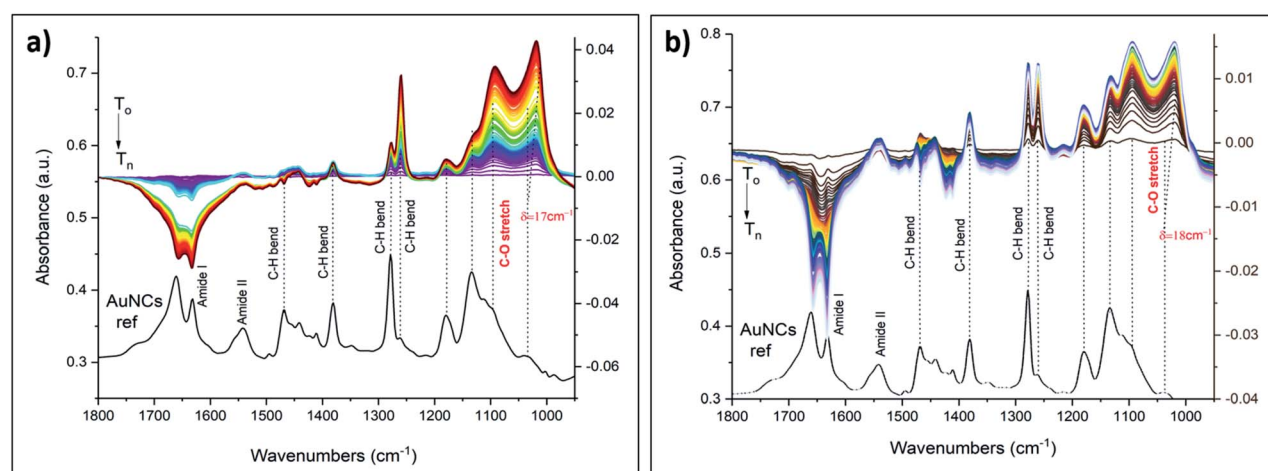 a)
0.7
0.6
0.5
0.4
0.3
0.04
0.02
0.00
-0.02
-0.04
-0.06
Absorbance (a.u.)
Tₒ
Tₙ
AuNCs
ref
Amide I
Amide II
C-H bend
C-H bend
C-H bend
C-H bend
C-O stretch
δ=17cm⁻¹
1800 1700 1600 1500 1400 1300 1200 1100 1000
Wavenumbers (cm⁻¹)
b)
0.8
0.7
0.6
0.5
0.4
0.3
0.01
0.00
-0.01
-0.02
-0.03
-0.04
Absorbance (a.u.)
Tₒ
Tₙ
AuNCs
ref
Amide I
Amide II
C-H bend
C-H bend
C-H bend
C-H bend
C-O stretch
δ=18cm⁻¹
1800 1700 1600 1500 1400 1300 1200 1100 1000
Wavenumbers (cm⁻¹)